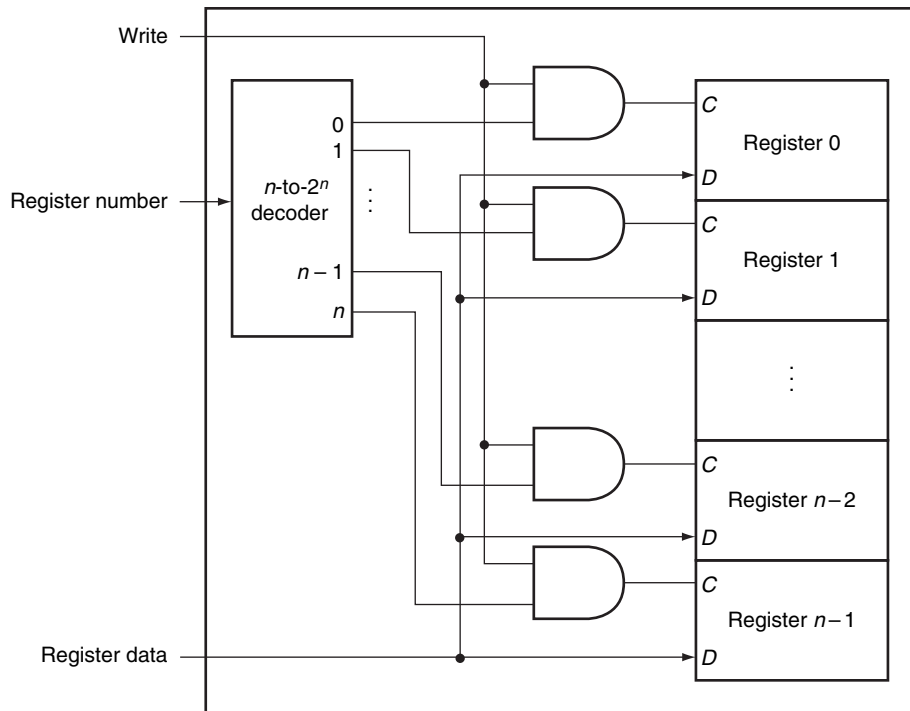 Write
C
0
Register 0
1
D
n-to-2ⁿ
decoder
⋮
Register number
C
Register 1
n – 1
D
n
⋮
C
Register n – 2
D
C
Register n – 1
Register data
D